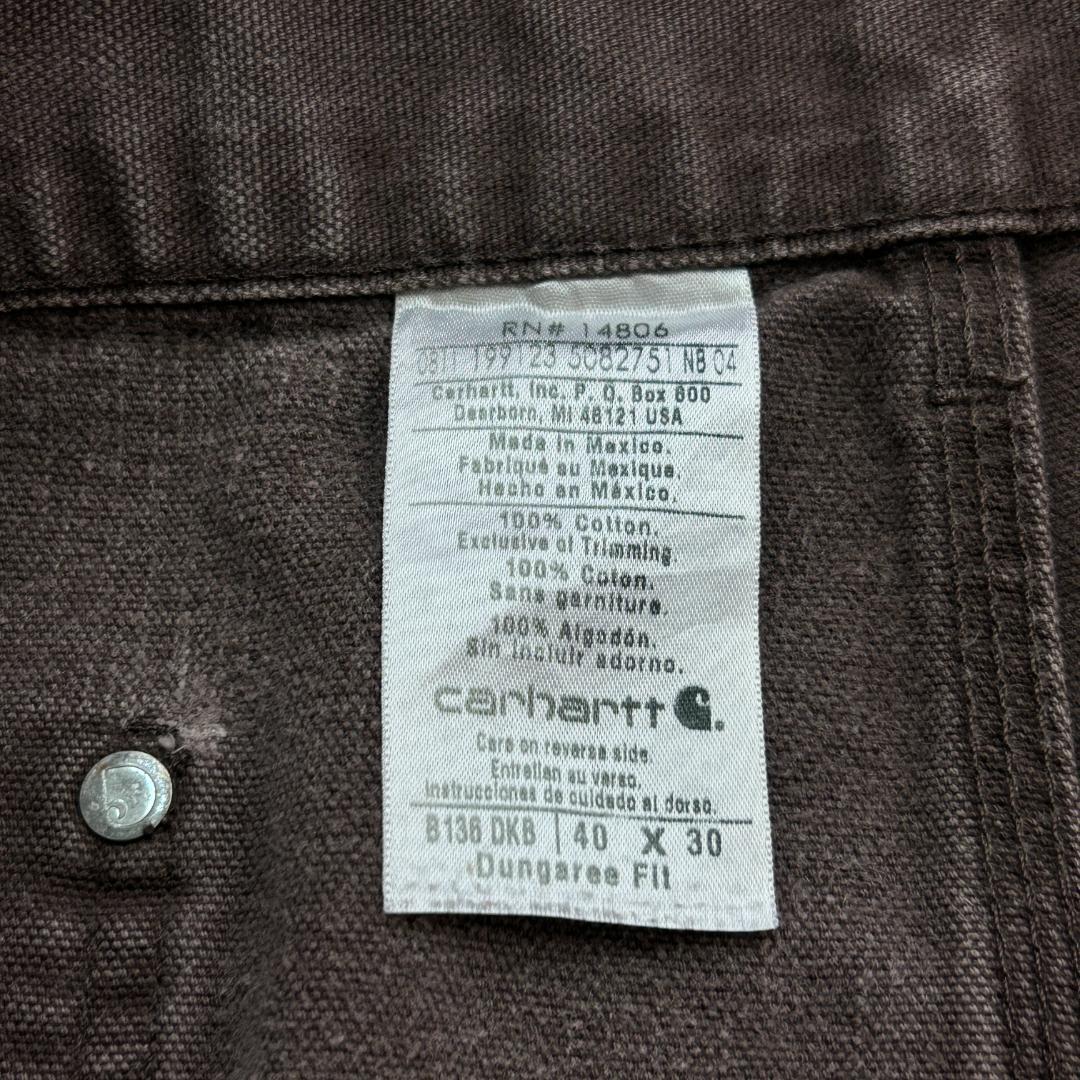 RN# 14806
0811 199123 5082751 NB 04
Carhartt, Inc. P. O. Box 600
Dearborn, MI 48121 USA
Made in Mexico.
Fabriqué au Mexique.
Hecho en México.
100% Cotton.
Exclusive of Trimming.
100% Coton.
Sans garniture.
100% Algodón.
Sin incluir adorno.
carhartt
Care on reverse side.
Entretien au verso.
Instrucciones de cuidado al dorso.
B136 DKB | 40 X 30
Dungaree Fit